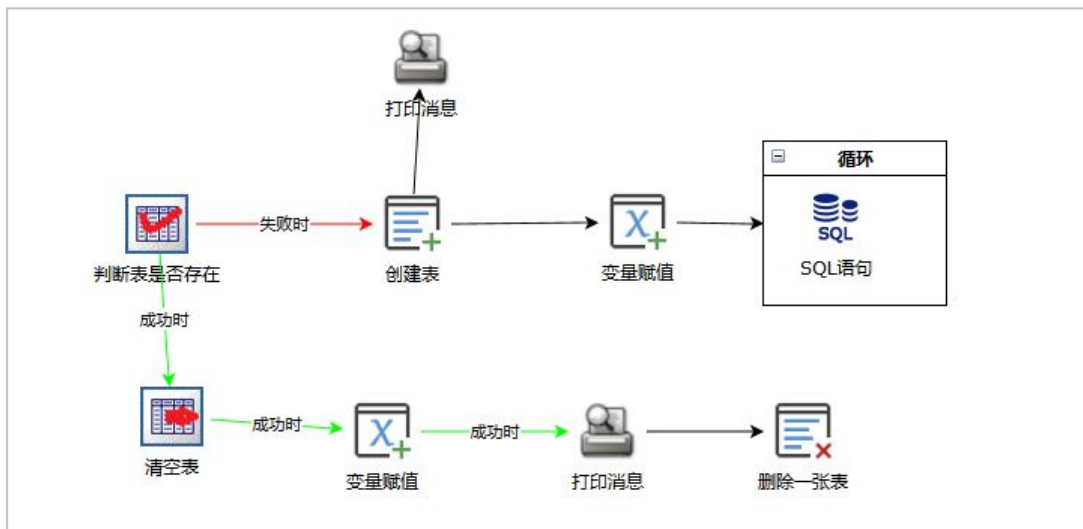 打印消息
循环
失败时
SQL
判断表是否存在
创建表
变量赋值
SQL语句
成功时
成功时
成功时
清空表
变量赋值
打印消息
删除一张表